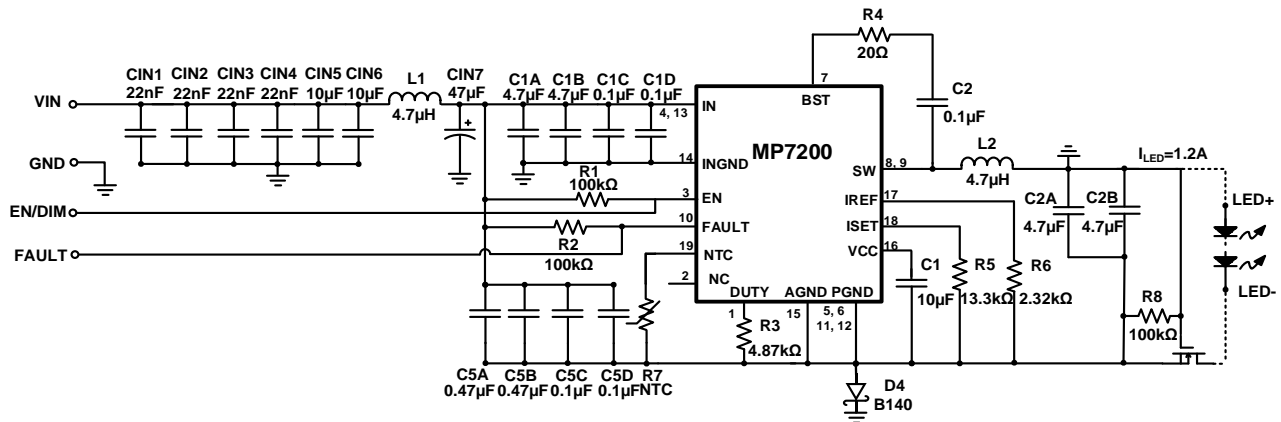 R4
20Ω
CIN1 CIN2 CIN3 CIN4 CIN5 CIN6
22nF 22nF 22nF 22nF 10µF 10µF
L1
4.7µH
CIN7
47µF
C1A C1B C1C C1D
4.7µF 4.7µF 0.1µF 0.1µF
VIN
GND
EN/DIM
FAULT
7
BST
C2
0.1µF
4, 13
IN
MP7200
14
INGND
SW
8, 9
L2
4.7µH
ILED=1.2A
R1
100kΩ
3
EN
IREF
17
10
FAULT
ISET
18
R2
100kΩ
19
NTC
VCC
16
2
NC
DUTY AGND PGND
1
15
5, 6
11, 12
C2A
4.7µF
C2B
4.7µF
LED+
LED-
C1
10µF
R5
13.3kΩ
R6
2.32kΩ
R8
100kΩ
R3
4.87kΩ
C5A C5B C5C C5D R7
0.47µF 0.47µF 0.1µF 0.1µF NTC
D4
B140